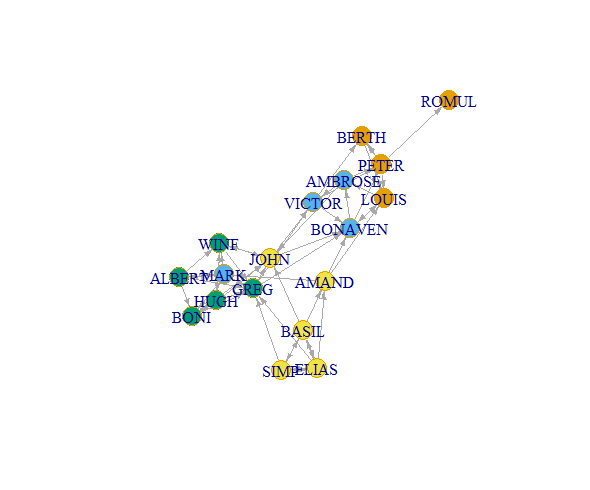 ROMUL
BERTH
PETER
AMBROSE
LOUIS
VICTOR
BONAVEN
WINF
JOHN
ALBERT
MARK
AMAND
GREG
HUGH
BONI
BASIL
SIMP
ELIAS